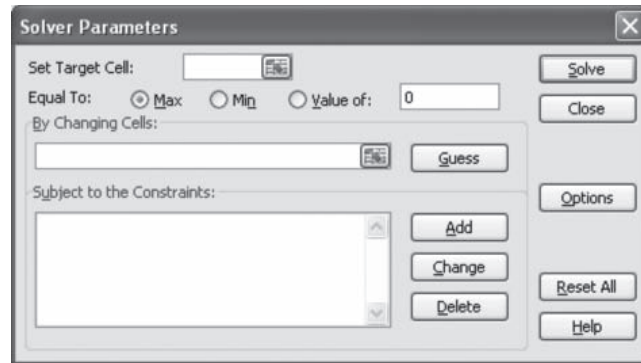 Solver Parameters
Set Target Cell:
Solve
Equal To: Max Min Value of: 0
Close
By Changing Cells:
Guess
Subject to the Constraints:
Options
Add
Change
Reset All
Delete
Help